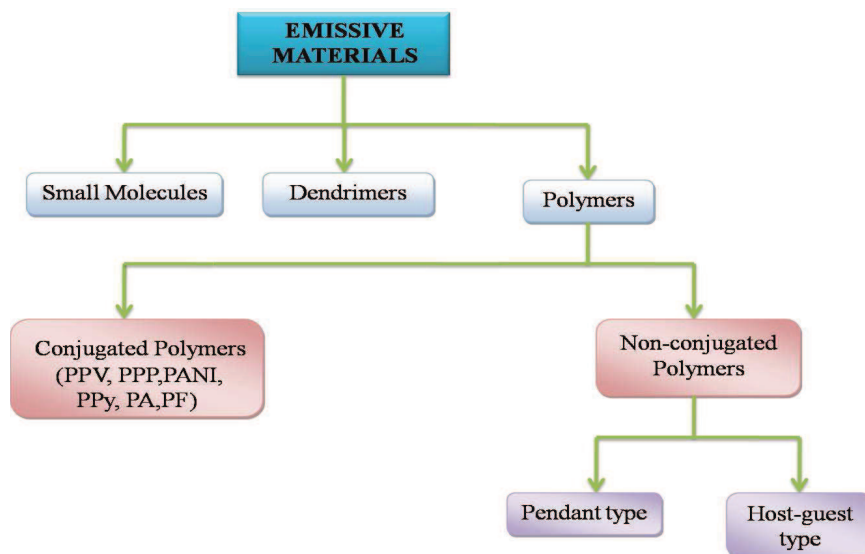 EMISSIVE
MATERIALS
Small Molecules
Dendrimers
Polymers
Conjugated Polymers
(PPV, PPP,PANI,
PPy, PA,PF)
Non-conjugated
Polymers
Pendant type
Host-guest
type